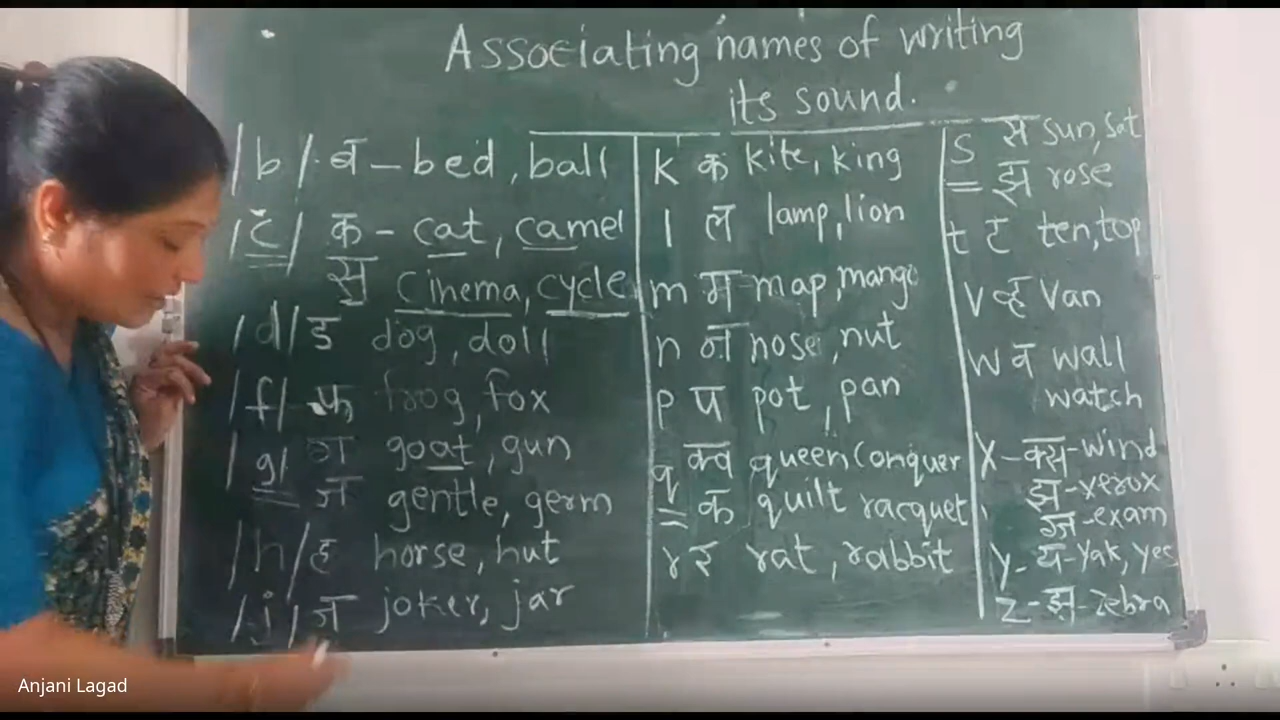 Associating names of writing
its sound.
/b/ ब - bed, ball
/c/ क - cat, camel
स cinema, cycle
/d/ ड dog, doll
/f/ फ frog, fox
/g/ ग goat, gun
ज gentle, germ
/h/ ह horse, hut
/j/ ज joker, jar
k क kite, king
l ल lamp, lion
m म map, mango
n न nose, nut
p प pot, pan
q क्व queen conquer
क quilt racquet
r र rat, rabbit
s स sun, sat
झ rose
t ट ten, top
v व्ह van
w व wall
watch
x - क्स - wind
झ - xerox
ग्ज - exam
y - य - yak, yes
z - झ - zebra
Anjani Lagad